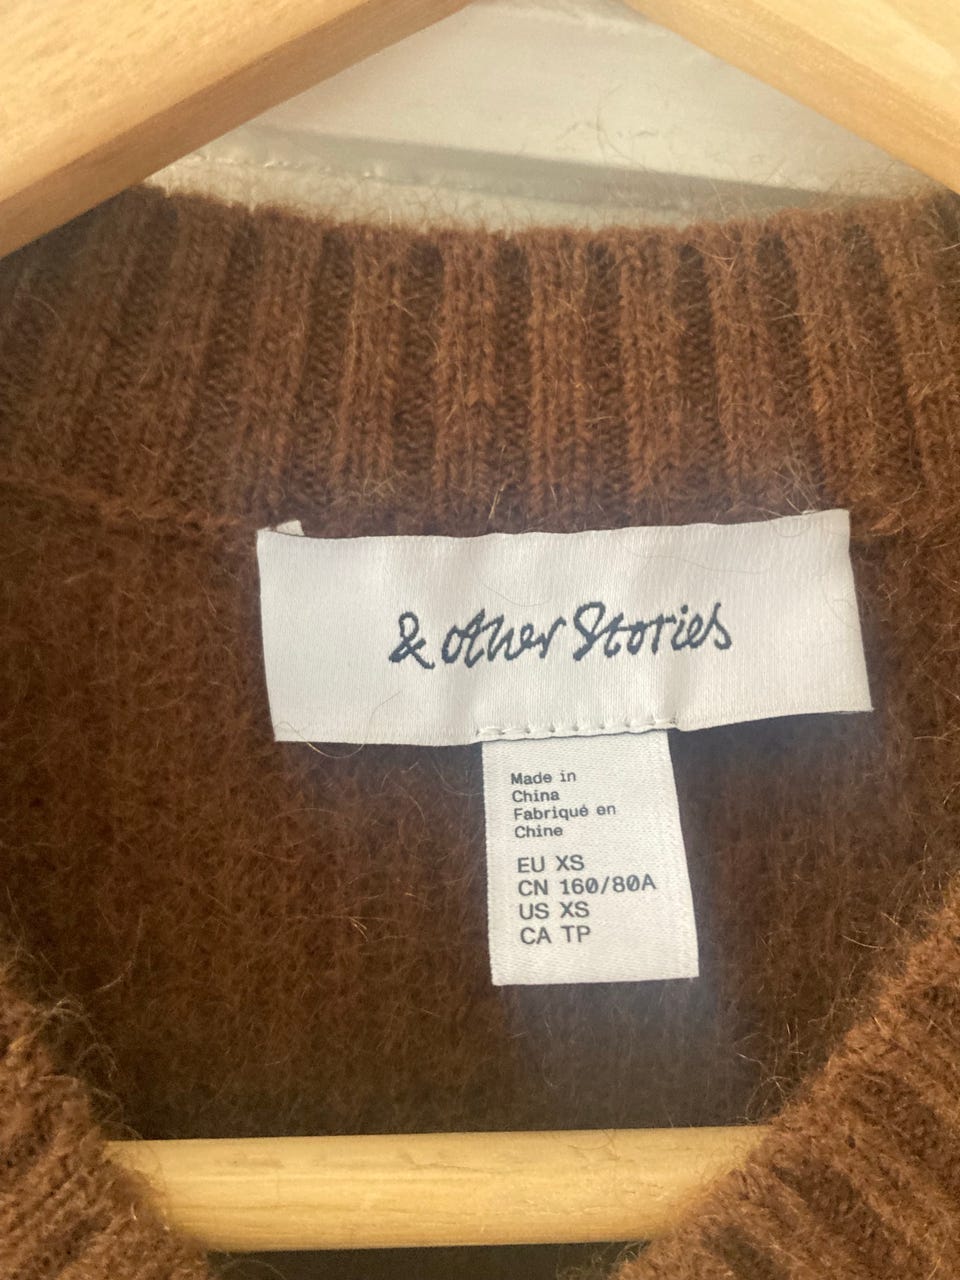 & other Stories
Made in
China
Fabriqué en
Chine
EU XS
CN 160/80A
US XS
CA TP